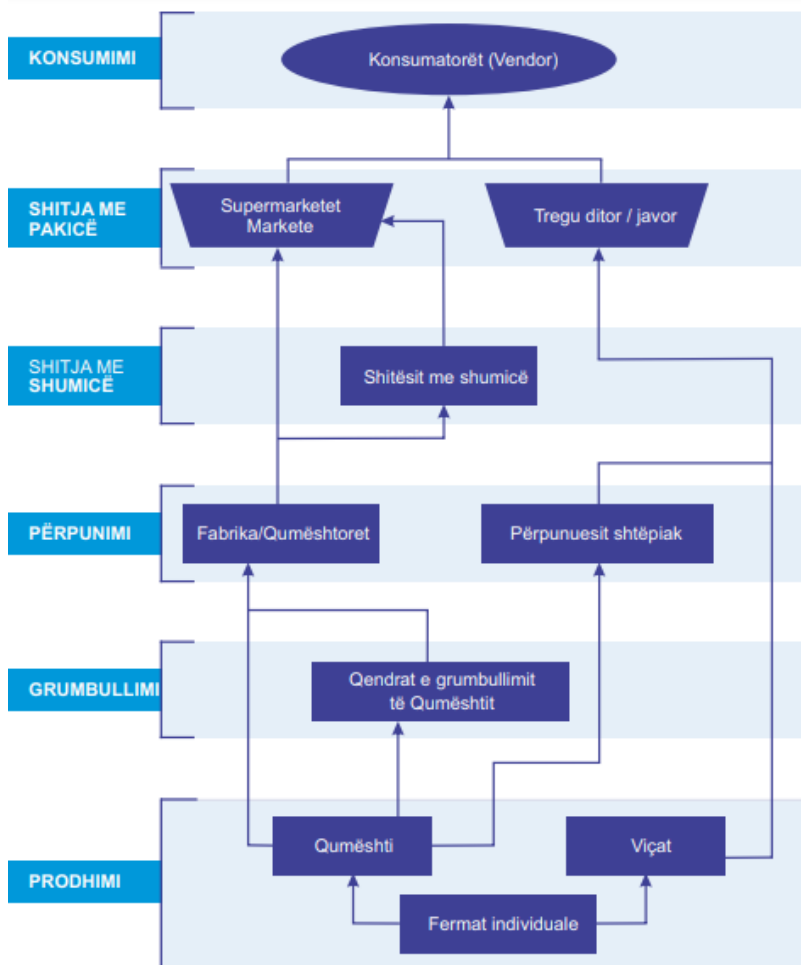 KONSUMIMI
Konsumatorët (Vendor)
SHITJA ME
PAKICË
Supermarketet
Markete
Tregu ditor / javor
SHITJA ME
SHUMICË
Shitësit me shumicë
PËRPUNIMI
Fabrika/Qumështoret
Përpunuesit shtëpiak
GRUMBULLIMI
Qendrat e grumbullimit
të Qumështit
PRODHIMI
Qumështi
Viçat
Fermat individuale